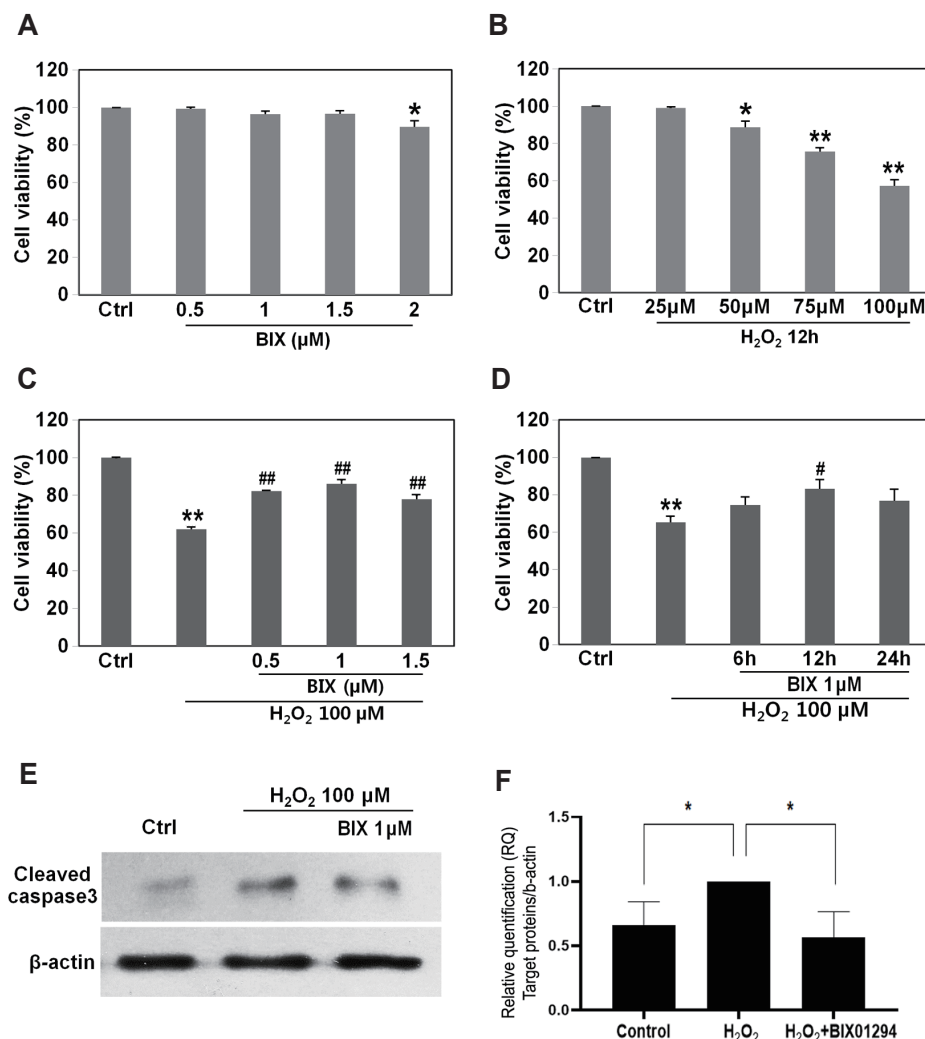 A
Cell viability (%)
120
100
80
60
40
20
0
*
Ctrl 0.5 1 1.5 2
BIX (μM)
B
Cell viability (%)
120
100
80
60
40
20
0
*
**
**
Ctrl 25μM 50μM 75μM 100μM
H₂O₂ 12h
C
Cell viability (%)
120
100
80
60
40
20
0
**
##
##
##
Ctrl 0.5 1 1.5
BIX (μM)
H₂O₂ 100 μM
D
Cell viability (%)
120
100
80
60
40
20
0
**
#
Ctrl 6h 12h 24h
BIX 1μM
H₂O₂ 100 μM
E
H₂O₂ 100 μM
Ctrl BIX 1μM
Cleaved
caspase3
β-actin
F
Relative quentification (RQ)
Target proteins/b-actin
1.5
1.0
0.5
0.0
* *
Control H₂O₂ H₂O₂+BIX01294